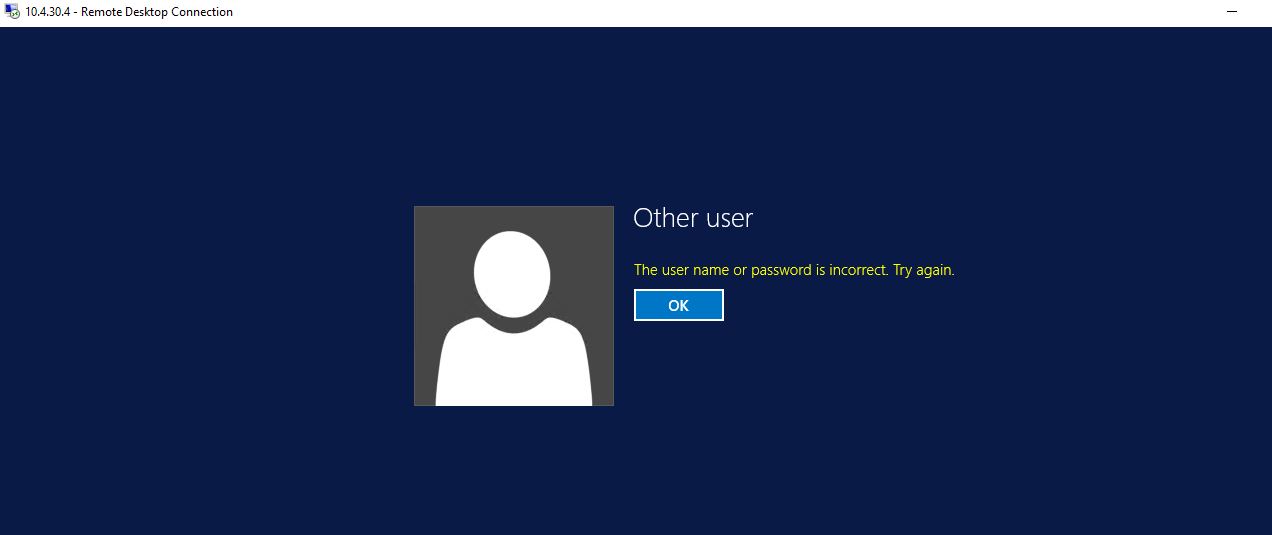 10.4.30.4 - Remote Desktop Connection
Other user
The user name or password is incorrect. Try again.
OK